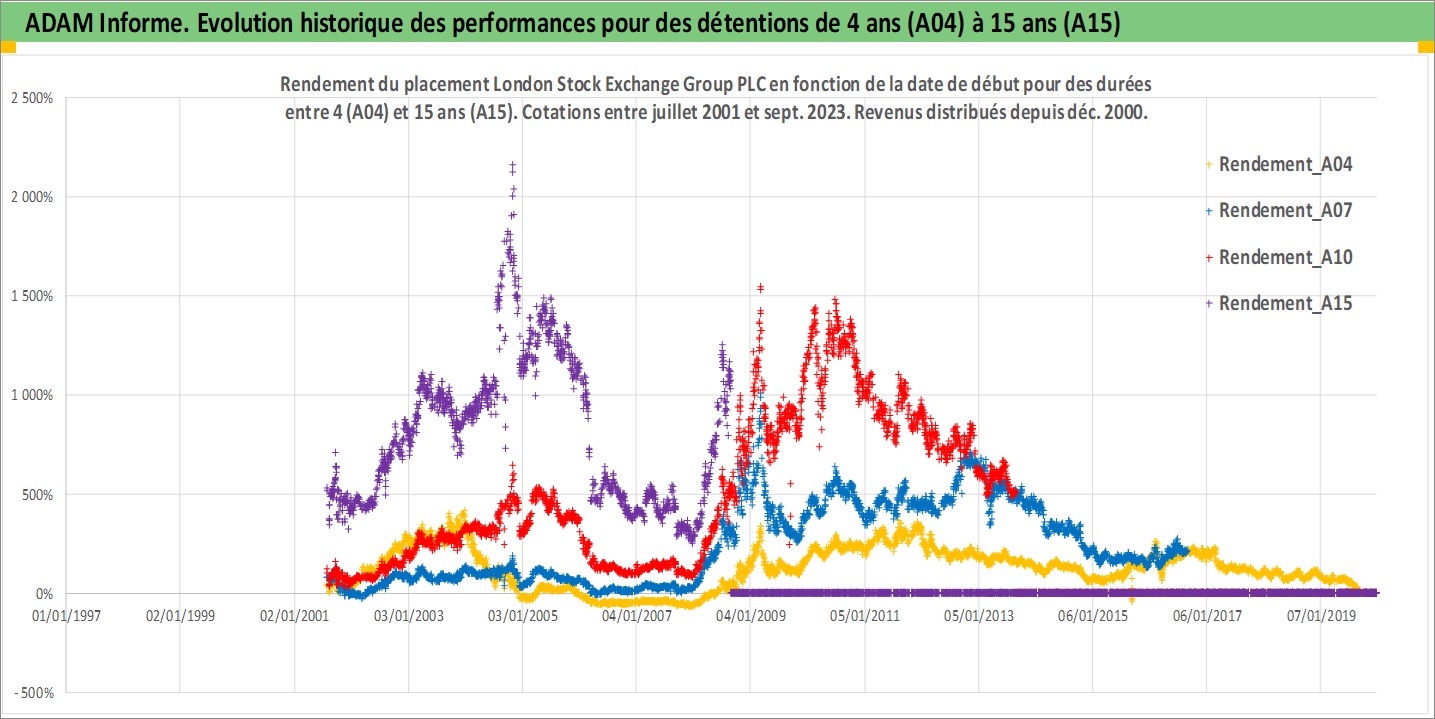 ADAM Informe. Evolution historique des performances pour des détentions de 4 ans (A04) à 15 ans (A15)
Rendement du placement London Stock Exchange Group PLC en fonction de la date de début pour des durées
entre 4 (A04) et 15 ans (A15). Cotations entre juillet 2001 et sept. 2023. Revenus distribués depuis déc. 2000.
2 500%
2 000%
1 500%
1 000%
500%
0%
-500%
Rendement_A04
Rendement_A07
Rendement_A10
Rendement_A15
01/01/1997
02/01/1999
02/01/2001
03/01/2003
03/01/2005
04/01/2007
04/01/2009
05/01/2011
05/01/2013
06/01/2015
06/01/2017
07/01/2019